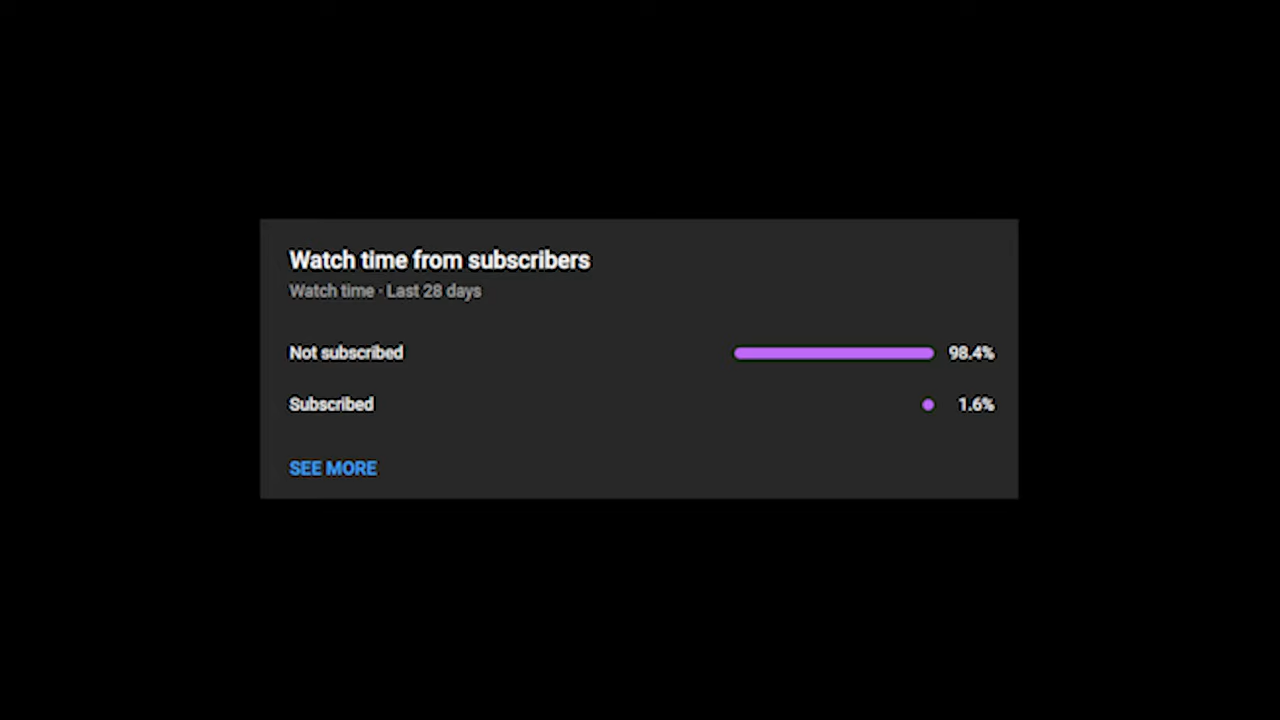 Watch time from subscribers
Watch time · Last 28 days
Not subscribed 98.4%
Subscribed 1.6%
SEE MORE